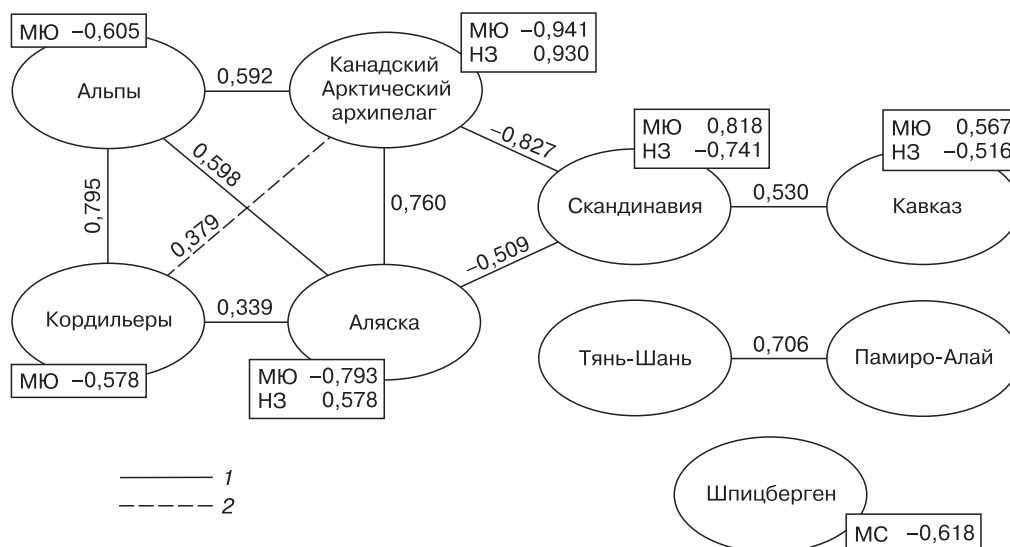 МЮ –0,605
Альпы
0,592
Канадский
Арктический
архипелаг
МЮ –0,941
НЗ 0,930
–0,827
МЮ 0,818
НЗ –0,741
Скандинавия
0,530
МЮ 0,567
НЗ –0,516
Кавказ
0,795
0,598
0,379
0,760
–0,509
Кордильеры
МЮ –0,578
0,339
Аляска
МЮ –0,793
НЗ 0,578
Тянь-Шань
0,706
Памиро-Алай
1
2
Шпицберген
МС –0,618